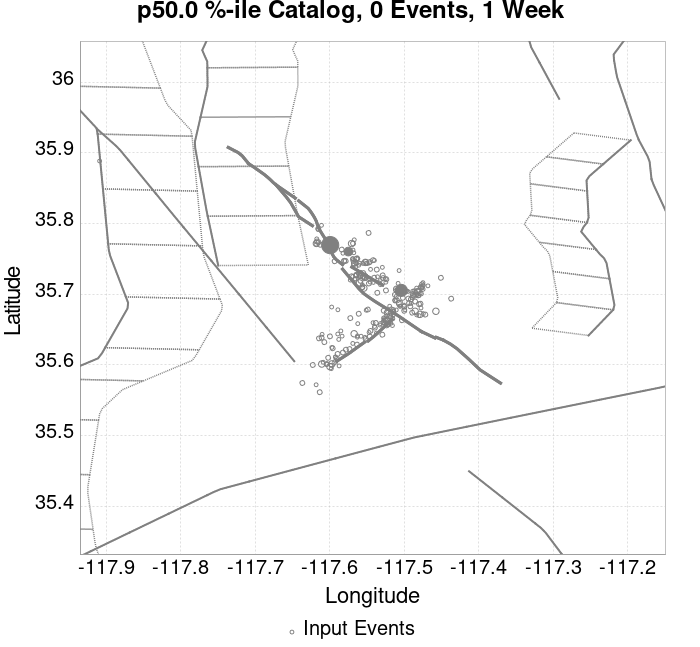 p50.0 %-ile Catalog, 0 Events, 1 Week
36
35.9
35.8
35.7
35.6
35.5
35.4
Latitude
-117.9 -117.8 -117.7 -117.6 -117.5 -117.4 -117.3 -117.2
Longitude
Input Events